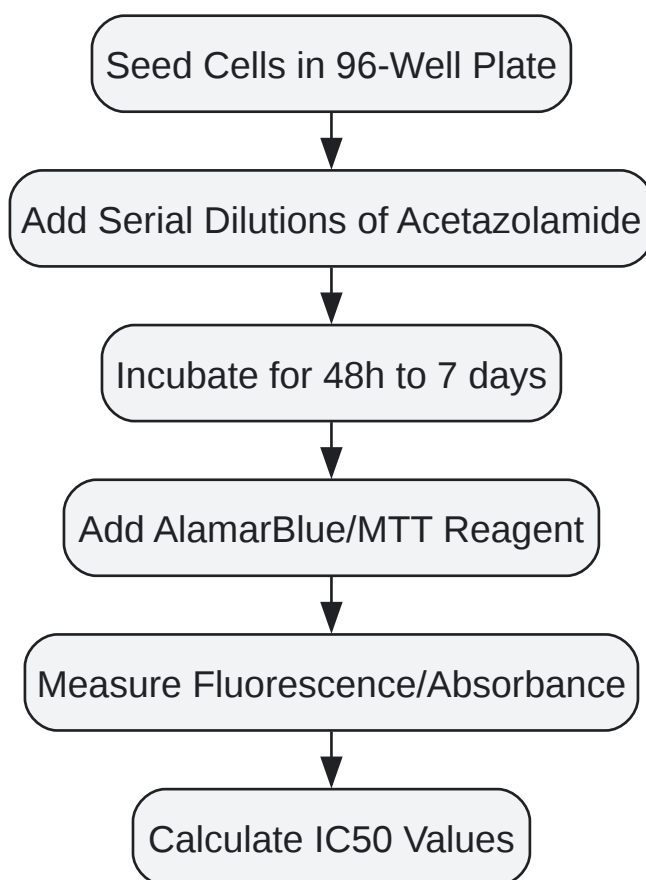 Seed Cells in 96-Well Plate
Add Serial Dilutions of Acetazolamide
Incubate for 48h to 7 days
Add AlamarBlue/MTT Reagent
Measure Fluorescence/Absorbance
Calculate IC50 Values